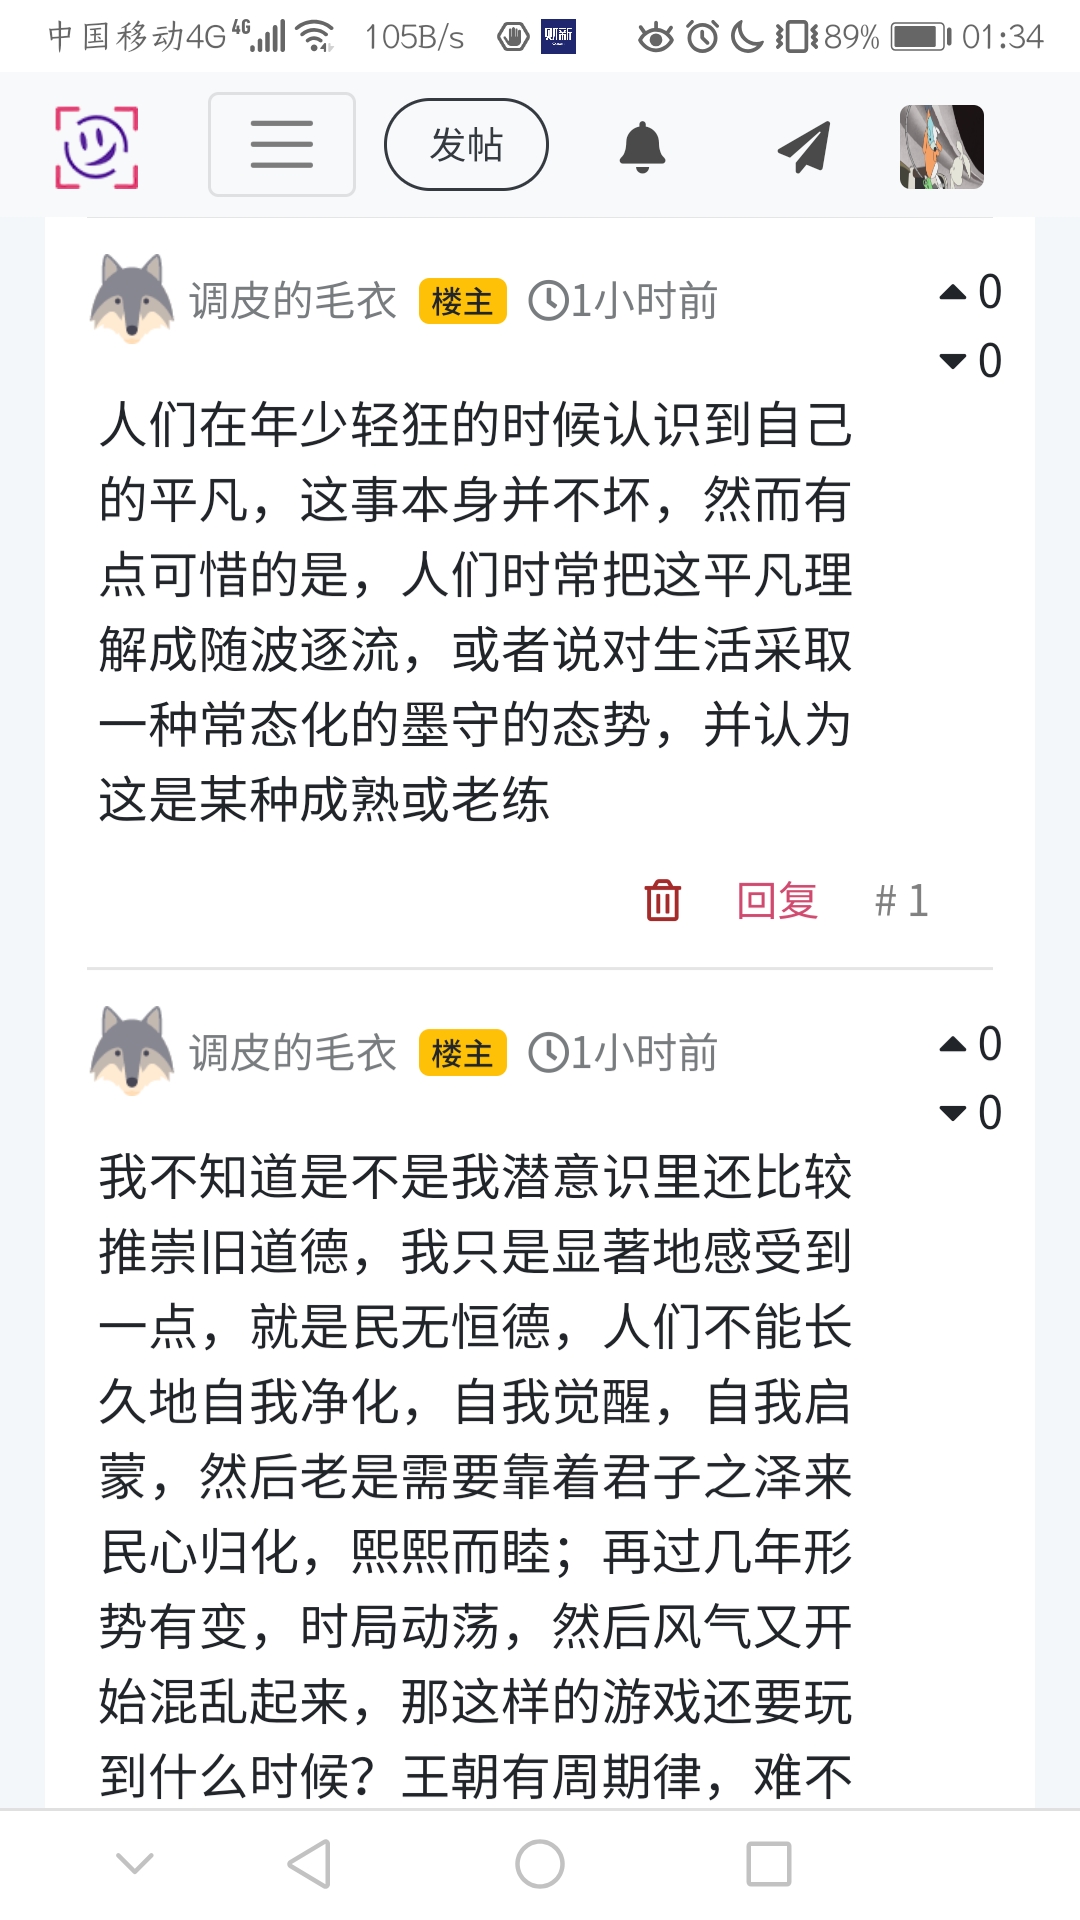 中国移动4G 4G 105B/s 财新 89% 01:34
发帖
调皮的毛衣 楼主 1小时前 0
0
人们在年少轻狂的时候认识到自己
的平凡，这事本身并不坏，然而有
点可惜的是，人们时常把这平凡理
解成随波逐流，或者说对生活采取
一种常态化的墨守的态势，并认为
这是某种成熟或老练
回复 # 1
调皮的毛衣 楼主 1小时前 0
0
我不知道是不是我潜意识里还比较
推崇旧道德，我只是显著地感受到
一点，就是民无恒德，人们不能长
久地自我净化，自我觉醒，自我启
蒙，然后老是需要靠着君子之泽来
民心归化，熙熙而睦；再过几年形
势有变，时局动荡，然后风气又开
始混乱起来，那这样的游戏还要玩
到什么时候？王朝有周期律，难不